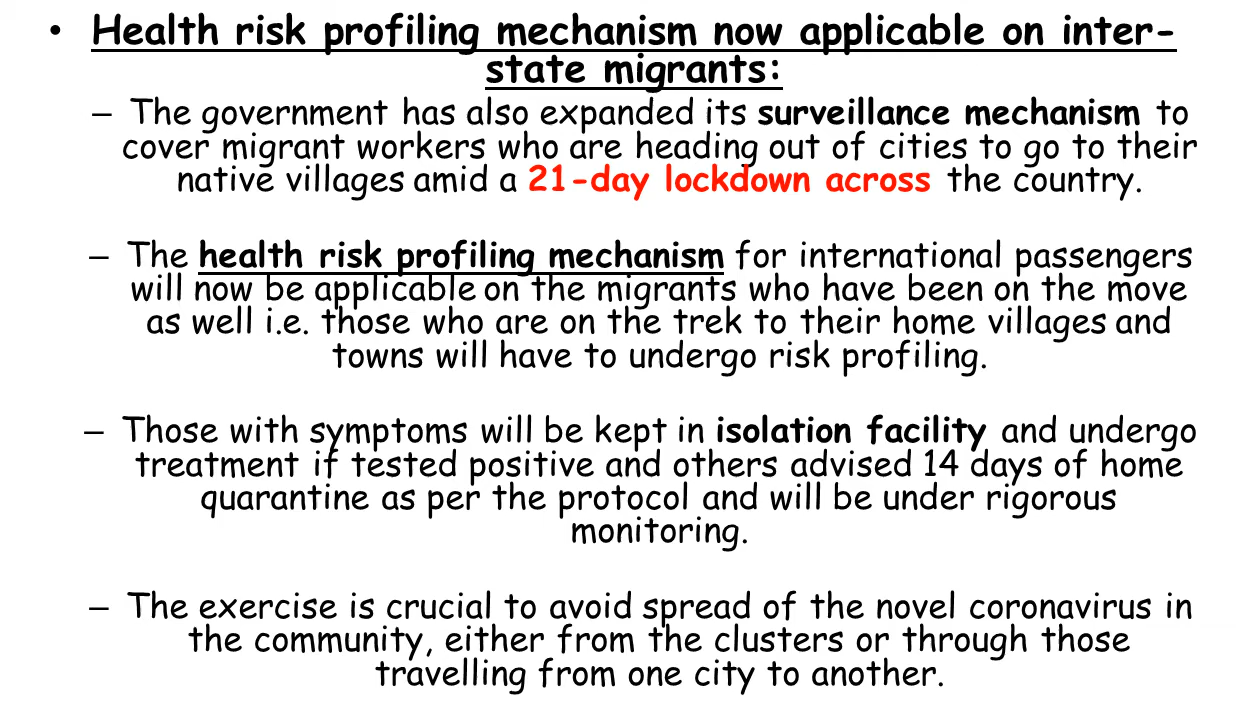 • Health risk profiling mechanism now applicable on inter-
state migrants:
– The government has also expanded its surveillance mechanism to
cover migrant workers who are heading out of cities to go to their
native villages amid a 21-day lockdown across the country.
– The health risk profiling mechanism for international passengers
will now be applicable on the migrants who have been on the move
as well i.e. those who are on the trek to their home villages and
towns will have to undergo risk profiling.
– Those with symptoms will be kept in isolation facility and undergo
treatment if tested positive and others advised 14 days of home
quarantine as per the protocol and will be under rigorous
monitoring.
– The exercise is crucial to avoid spread of the novel coronavirus in
the community, either from the clusters or through those
travelling from one city to another.